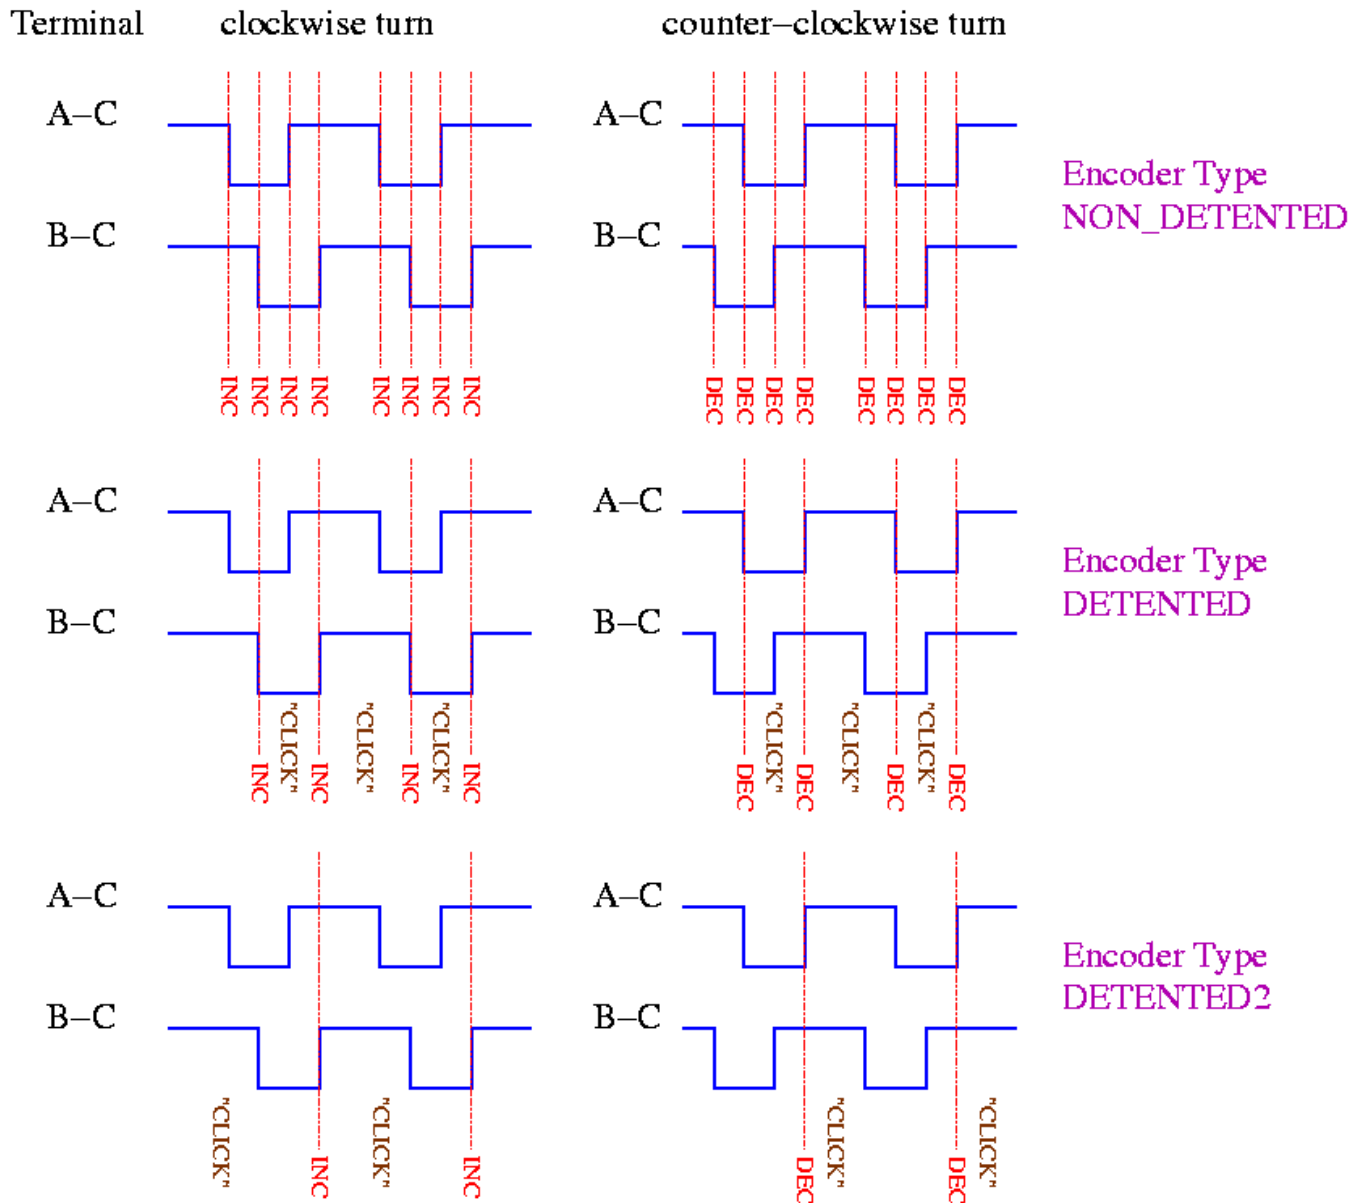 Terminal clockwise turn counter–clockwise turn
A–C A–C
Encoder Type
NON_DETENTED
B–C B–C
INC INC INC INC INC INC INC INC DEC DEC DEC DEC DEC DEC DEC DEC
A–C A–C
Encoder Type
DETENTED
B–C B–C
"CLICK" "CLICK" "CLICK" "CLICK" "CLICK" "CLICK"
INC INC INC INC DEC DEC DEC DEC
A–C A–C
Encoder Type
DETENTED2
B–C B–C
"CLICK" "CLICK" "CLICK" "CLICK"
INC INC DEC DEC